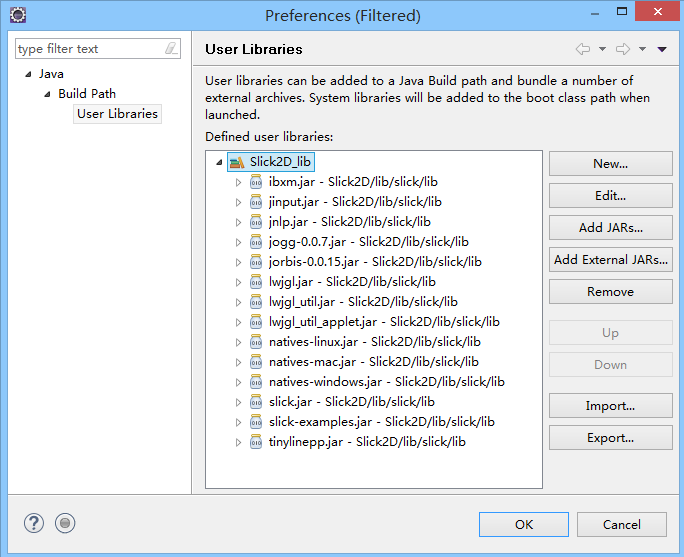 Preferences (Filtered)
type filter text
Java
Build Path
User Libraries
User Libraries
User libraries can be added to a Java Build path and bundle a number of
external archives. System libraries will be added to the boot class path when
launched.
Defined user libraries:
Slick2D_lib
ibxm.jar - Slick2D/lib/slick/lib
jinput.jar - Slick2D/lib/slick/lib
jnlp.jar - Slick2D/lib/slick/lib
jogg-0.0.7.jar - Slick2D/lib/slick/lib
jorbis-0.0.15.jar - Slick2D/lib/slick/lib
lwjgl.jar - Slick2D/lib/slick/lib
lwjgl_util.jar - Slick2D/lib/slick/lib
lwjgl_util_applet.jar - Slick2D/lib/slick/lib
natives-linux.jar - Slick2D/lib/slick/lib
natives-mac.jar - Slick2D/lib/slick/lib
natives-windows.jar - Slick2D/lib/slick/lib
slick.jar - Slick2D/lib/slick/lib
slick-examples.jar - Slick2D/lib/slick/lib
tinylinepp.jar - Slick2D/lib/slick/lib
New...
Edit...
Add JARs...
Add External JARs...
Remove
Up
Down
Import...
Export...
OK
Cancel